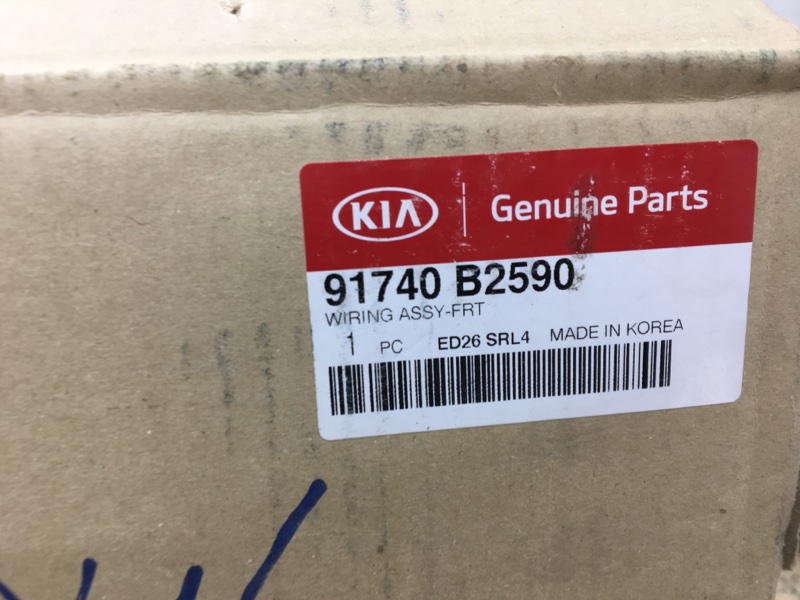 KIA | Genuine Parts
91740 B2590
WIRING ASSY-FRT
1 PC ED26 SRL4 MADE IN KOREA